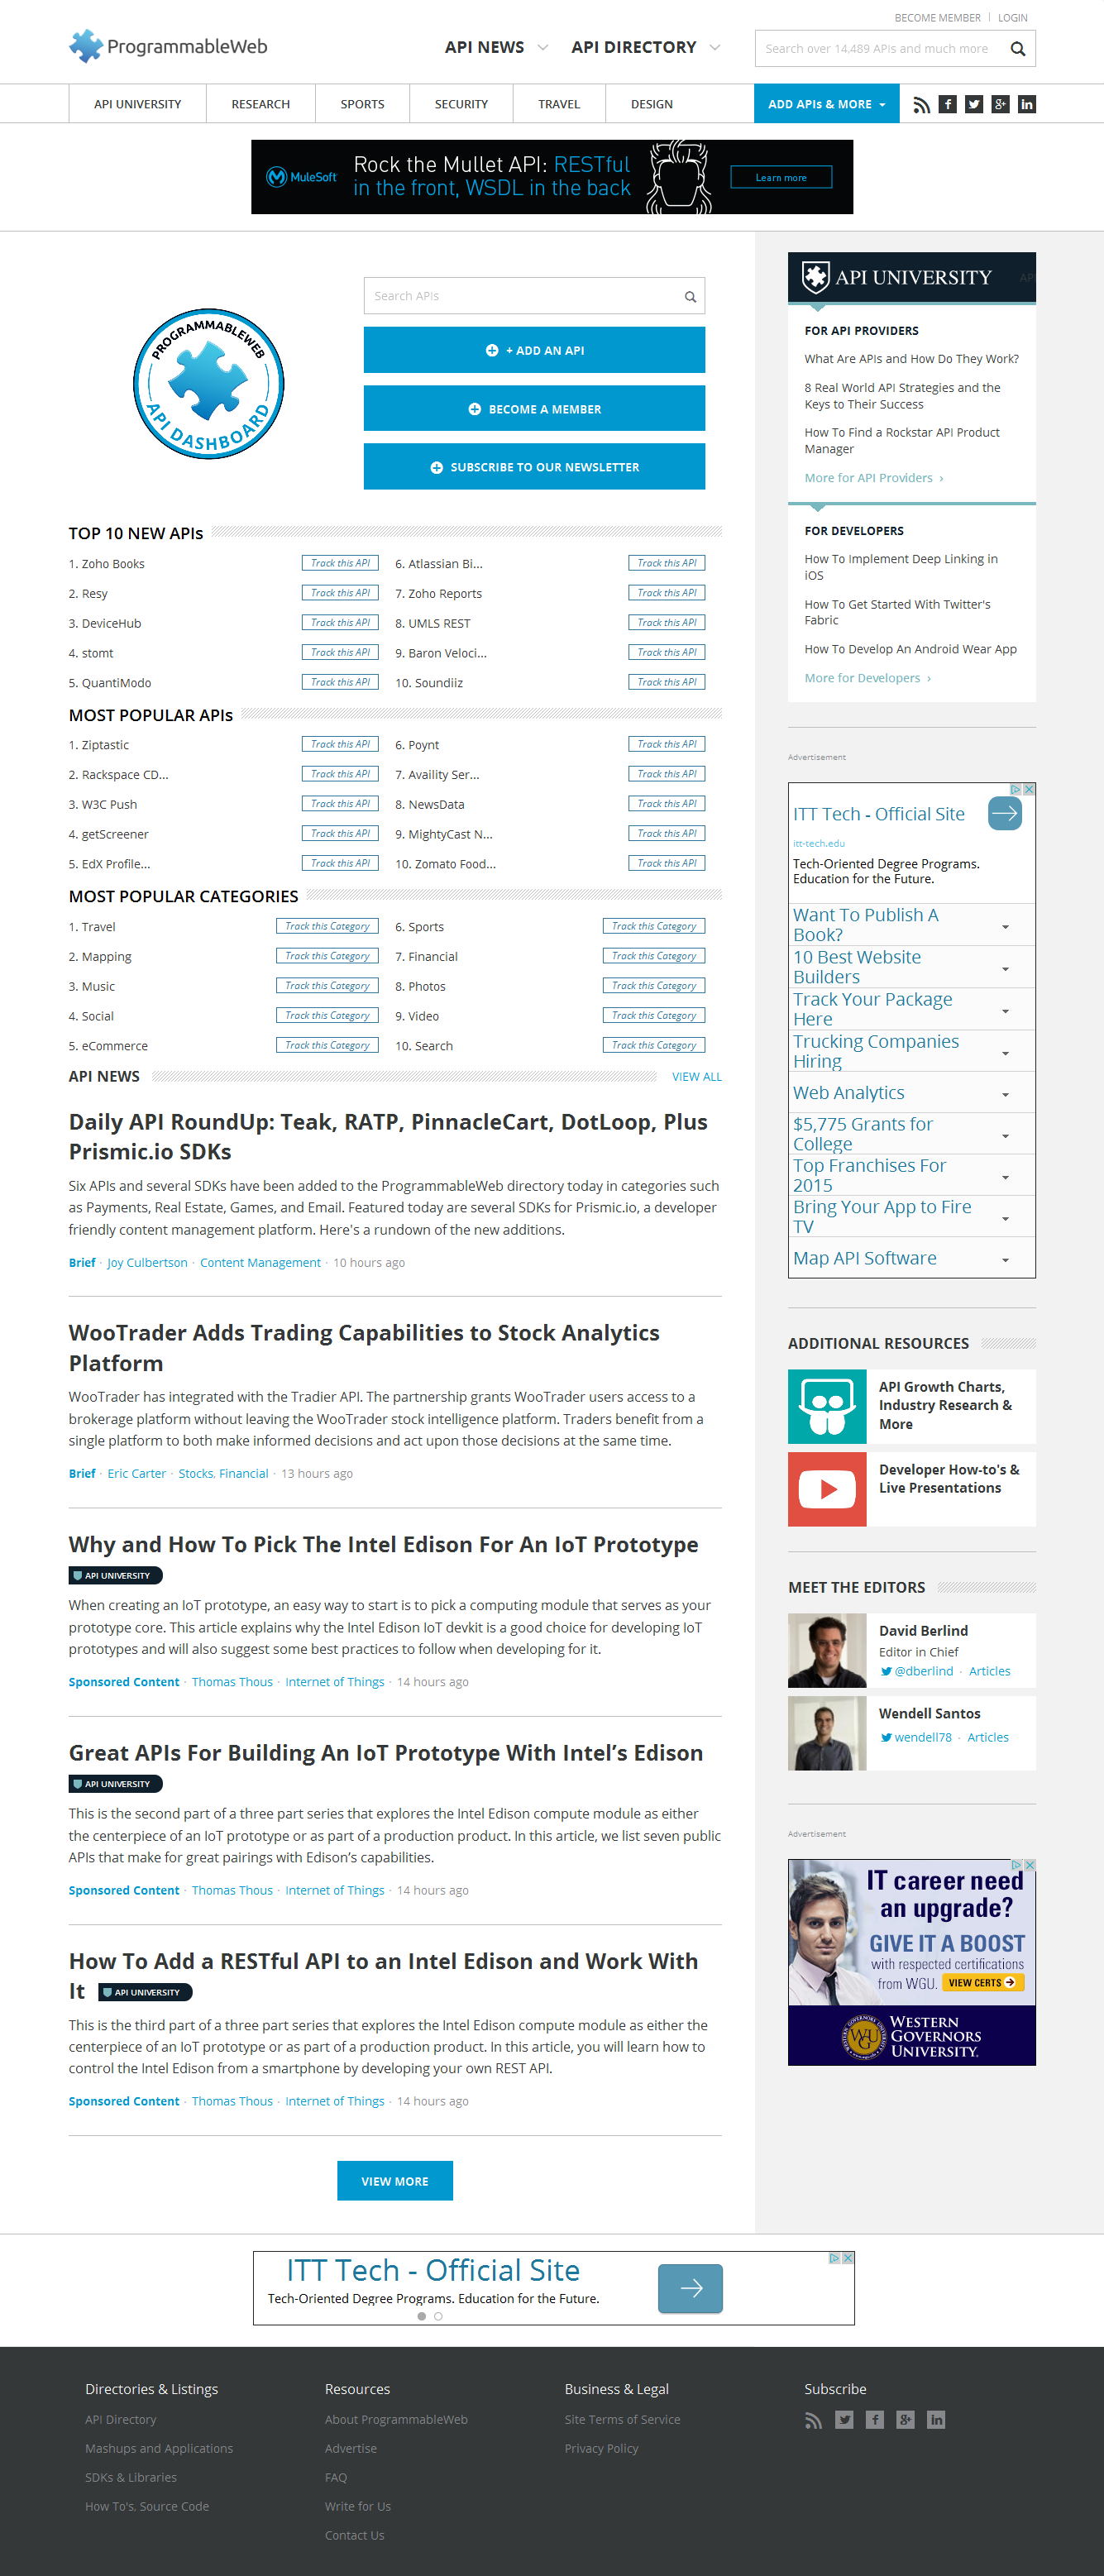 BECOME MEMBER | LOGIN
ProgrammableWeb
API NEWS
API DIRECTORY
Search over 14,489 APIs and much more
API UNIVERSITY
RESEARCH
SPORTS
SECURITY
TRAVEL
DESIGN
ADD APIs & MORE
MuleSoft
Rock the Mullet API: RESTful
in the front, WSDL in the back
Learn more
PROGRAMMABLEWEB
API DASHBOARD
Search APIs
+ ADD AN API
BECOME A MEMBER
SUBSCRIBE TO OUR NEWSLETTER
TOP 10 NEW APIs
1. Zoho Books Track this API 6. Atlassian Bi... Track this API
2. Resy Track this API 7. Zoho Reports Track this API
3. DeviceHub Track this API 8. UMLS REST Track this API
4. stomt Track this API 9. Baron Veloci... Track this API
5. QuantiModo Track this API 10. Soundiiz Track this API
MOST POPULAR APIs
1. Ziptastic Track this API 6. Poynt Track this API
2. Rackspace CD... Track this API 7. Availity Ser... Track this API
3. W3C Push Track this API 8. NewsData Track this API
4. getScreener Track this API 9. MightyCast N... Track this API
5. EdX Profile... Track this API 10. Zomato Food... Track this API
MOST POPULAR CATEGORIES
1. Travel Track this Category 6. Sports Track this Category
2. Mapping Track this Category 7. Financial Track this Category
3. Music Track this Category 8. Photos Track this Category
4. Social Track this Category 9. Video Track this Category
5. eCommerce Track this Category 10. Search Track this Category
API NEWS VIEW ALL
Daily API RoundUp: Teak, RATP, PinnacleCart, DotLoop, Plus
Prismic.io SDKs
Six APIs and several SDKs have been added to the ProgrammableWeb directory today in categories such
as Payments, Real Estate, Games, and Email. Featured today are several SDKs for Prismic.io, a developer
friendly content management platform. Here's a rundown of the new additions.
Brief · Joy Culbertson · Content Management · 10 hours ago
WooTrader Adds Trading Capabilities to Stock Analytics
Platform
WooTrader has integrated with the Tradier API. The partnership grants WooTrader users access to a
brokerage platform without leaving the WooTrader stock intelligence platform. Traders benefit from a
single platform to both make informed decisions and act upon those decisions at the same time.
Brief · Eric Carter · Stocks, Financial · 13 hours ago
Why and How To Pick The Intel Edison For An IoT Prototype
API UNIVERSITY
When creating an IoT prototype, an easy way to start is to pick a computing module that serves as your
prototype core. This article explains why the Intel Edison IoT devkit is a good choice for developing IoT
prototypes and will also suggest some best practices to follow when developing for it.
Sponsored Content · Thomas Thous · Internet of Things · 14 hours ago
Great APIs For Building An IoT Prototype With Intel’s Edison
API UNIVERSITY
This is the second part of a three part series that explores the Intel Edison compute module as either
the centerpiece of an IoT prototype or as part of a production product. In this article, we list seven public
APIs that make for great pairings with Edison’s capabilities.
Sponsored Content · Thomas Thous · Internet of Things · 14 hours ago
How To Add a RESTful API to an Intel Edison and Work With
It API UNIVERSITY
This is the third part of a three part series that explores the Intel Edison compute module as either the
centerpiece of an IoT prototype or as part of a production product. In this article, you will learn how to
control the Intel Edison from a smartphone by developing your own REST API.
Sponsored Content · Thomas Thous · Internet of Things · 14 hours ago
VIEW MORE
API UNIVERSITY
FOR API PROVIDERS
What Are APIs and How Do They Work?
8 Real World API Strategies and the
Keys to Their Success
How To Find a Rockstar API Product
Manager
More for API Providers ›
FOR DEVELOPERS
How To Implement Deep Linking in
iOS
How To Get Started With Twitter's
Fabric
How To Develop An Android Wear App
More for Developers ›
Advertisement
ITT Tech - Official Site
itt-tech.edu
Tech-Oriented Degree Programs.
Education for the Future.
Want To Publish A
Book?
10 Best Website
Builders
Track Your Package
Here
Trucking Companies
Hiring
Web Analytics
$5,775 Grants for
College
Top Franchises For
2015
Bring Your App to Fire
TV
Map API Software
ADDITIONAL RESOURCES
API Growth Charts,
Industry Research &
More
Developer How-to's &
Live Presentations
MEET THE EDITORS
David Berlind
Editor in Chief
@dberlind · Articles
Wendell Santos
wendell78 · Articles
Advertisement
IT career need
an upgrade?
GIVE IT A BOOST
with respected certifications
from WGU. VIEW CERTS
WGU
WESTERN
GOVERNORS
UNIVERSITY.
ITT Tech - Official Site
Tech-Oriented Degree Programs. Education for the Future.
Directories & Listings
API Directory
Mashups and Applications
SDKs & Libraries
How To's, Source Code
Resources
About ProgrammableWeb
Advertise
FAQ
Write for Us
Contact Us
Business & Legal
Site Terms of Service
Privacy Policy
Subscribe